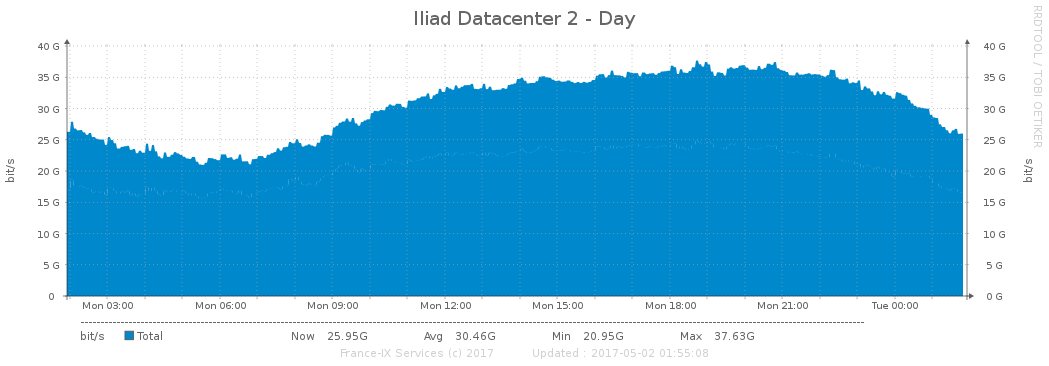 Iliad Datacenter 2 - Day
RRDTOOL / TOBI OETIKER
bit/s
40 G 40 G
35 G 35 G
30 G 30 G
25 G 25 G
20 G 20 G
15 G 15 G
10 G 10 G
5 G 5 G
0 0 G
bit/s
Mon 03:00 Mon 06:00 Mon 09:00 Mon 12:00 Mon 15:00 Mon 18:00 Mon 21:00 Tue 00:00
bit/s Total Now 25.95G Avg 30.46G Min 20.95G Max 37.63G
France-IX Services (c) 2017 Updated : 2017-05-02 01:55:08